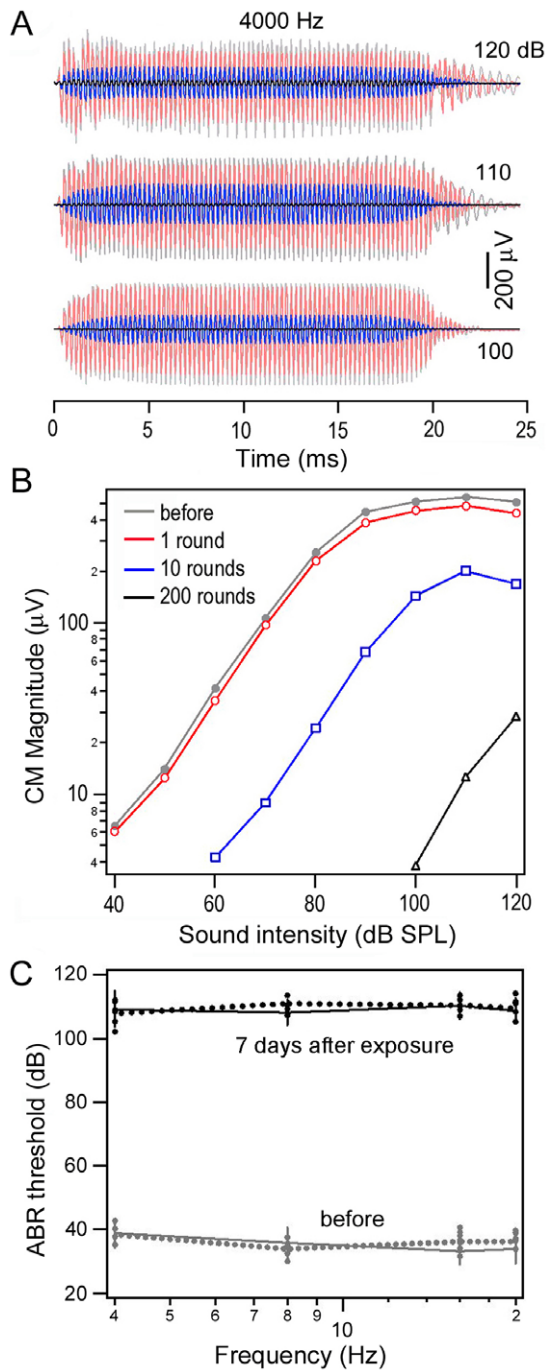 A
4000 Hz
120 dB
110
100
200 μV
0 5 10 15 20 25
Time (ms)
B
before
1 round
10 rounds
200 rounds
4
2
100
8
6
4
2
10
8
6
4
CM Magnitude (μV)
40 60 80 100 120
Sound intensity (dB SPL)
C
120
100
80
60
40
20
ABR threshold (dB)
7 days after exposure
before
4 5 6 7 8 9 10 2
Frequency (Hz)